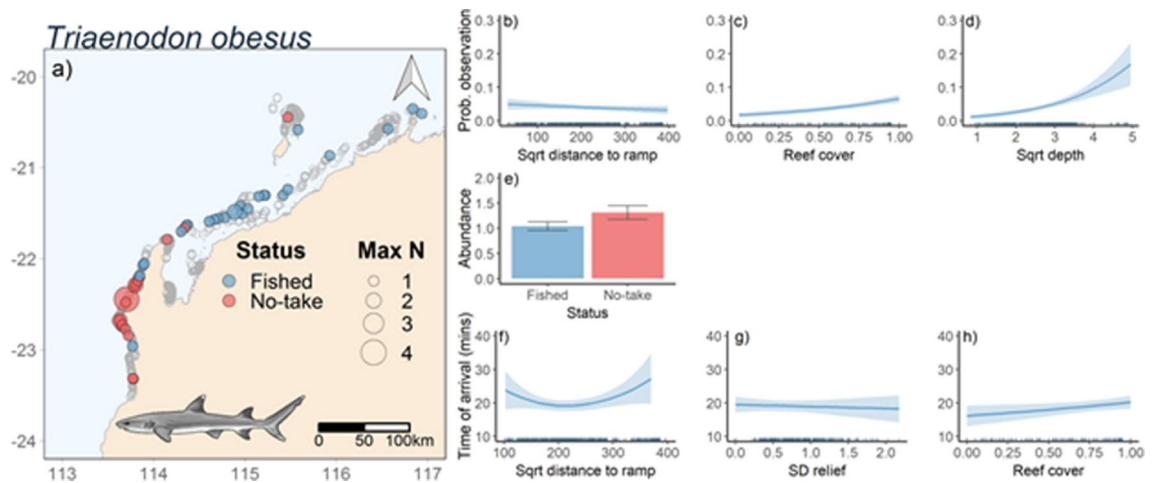 Triaenodon obesus
a)
-20
-21
-22
-23
-24
113 114 115 116 117
Status
Fished
No-take
Max N
1
2
3
4
0 50 100km
b)
Prob. observation
0.3
0.2
0.1
0.0
100 200 300 400
Sqrt distance to ramp
c)
0.3
0.2
0.1
0.0
0.00 0.25 0.50 0.75 1.00
Reef cover
d)
0.3
0.2
0.1
0.0
1 2 3 4 5
Sqrt depth
e)
Abundance
2.0
1.5
1.0
0.5
0.0
Fished No-take
Status
f)
Time of arrival (mins)
40
30
20
10
100 200 300 400
Sqrt distance to ramp
g)
40
30
20
10
0.0 0.5 1.0 1.5 2.0
SD relief
h)
40
30
20
10
0.00 0.25 0.50 0.75 1.00
Reef cover